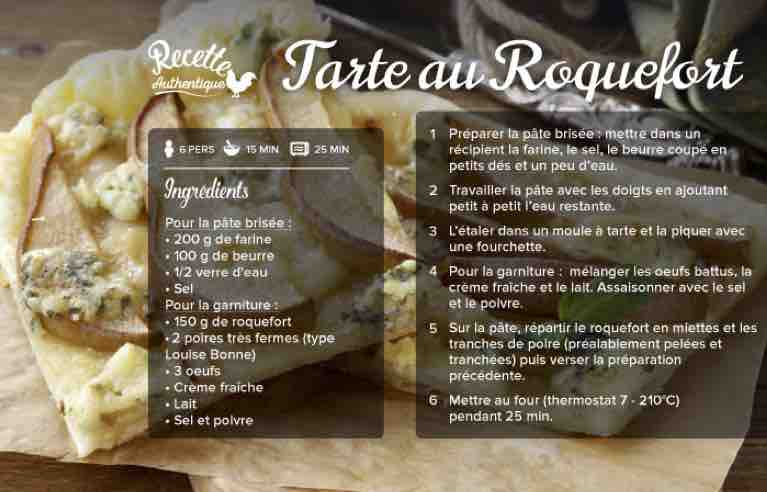 Recette
Authentique
Tarte au Roquefort
6 PERS 15 MIN 25 MIN
Ingrédients
Pour la pâte brisée :
• 200 g de farine
• 100 g de beurre
• 1/2 verre d'eau
• Sel
Pour la garniture :
• 150 g de roquefort
• 2 poires très fermes (type
Louise Bonne)
• 3 oeufs
• Crème fraîche
• Lait
• Sel et poivre
1 Préparer la pâte brisée : mettre dans un
récipient la farine, le sel, le beurre coupé en
petits dés et un peu d'eau.
2 Travailler la pâte avec les doigts en ajoutant
petit à petit l'eau restante.
3 L'étaler dans un moule à tarte et la piquer avec
une fourchette.
4 Pour la garniture : mélanger les oeufs battus, la
crème fraîche et le lait. Assaisonner avec le sel
et le poivre.
5 Sur la pâte, répartir le roquefort en miettes et les
tranches de poire (préalablement pelées et
tranchées) puis verser la préparation
précédente.
6 Mettre au four (thermostat 7 - 210°C)
pendant 25 min.